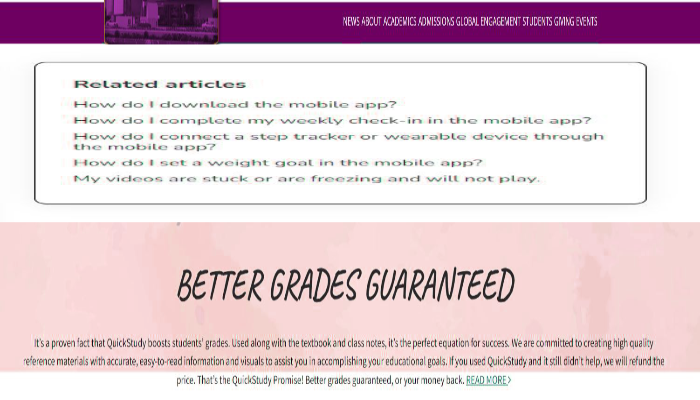 NEWS ABOUT ACADEMICS ADMISSIONS GLOBAL ENGAGEMENT STUDENTS GIVING EVENTS
Related articles
How do I download the mobile app?
How do I complete my weekly check-in in the mobile app?
How do I connect a step tracker or wearable device through
the mobile app?
How do I set a weight goal in the mobile app?
My videos are stuck or are freezing and will not play.
BETTER GRADES GUARANTEED
It's a proven fact that QuickStudy boosts students' grades. Used along with the textbook and class notes, it's the perfect equation for success. We are committed to creating high quality
reference materials with accurate, easy-to-read information and visuals to assist you in accomplishing your educational goals. If you used QuickStudy and it still didn't help, we will refund the
price. That's the QuickStudy Promise! Better grades guaranteed, or your money back. READ MORE>